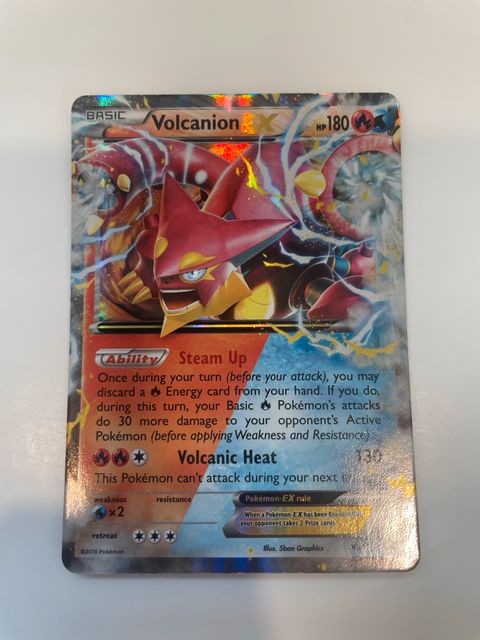 BASIC Volcanion EX HP180
Ability Steam Up
Once during your turn (before your attack), you may
discard a Energy card from your hand. If you do,
during this turn, your Basic Pokémon's attacks
do 30 more damage to your opponent's Active
Pokémon (before applying Weakness and Resistance).
Volcanic Heat 130
This Pokémon can't attack during your next
weakness resistance
×2
Pokémon-EX rule
When a Pokémon-EX has been
your opponent takes 2 Prize cards.
retreat
©2016 Pokémon
Illus. 5ban Graphics